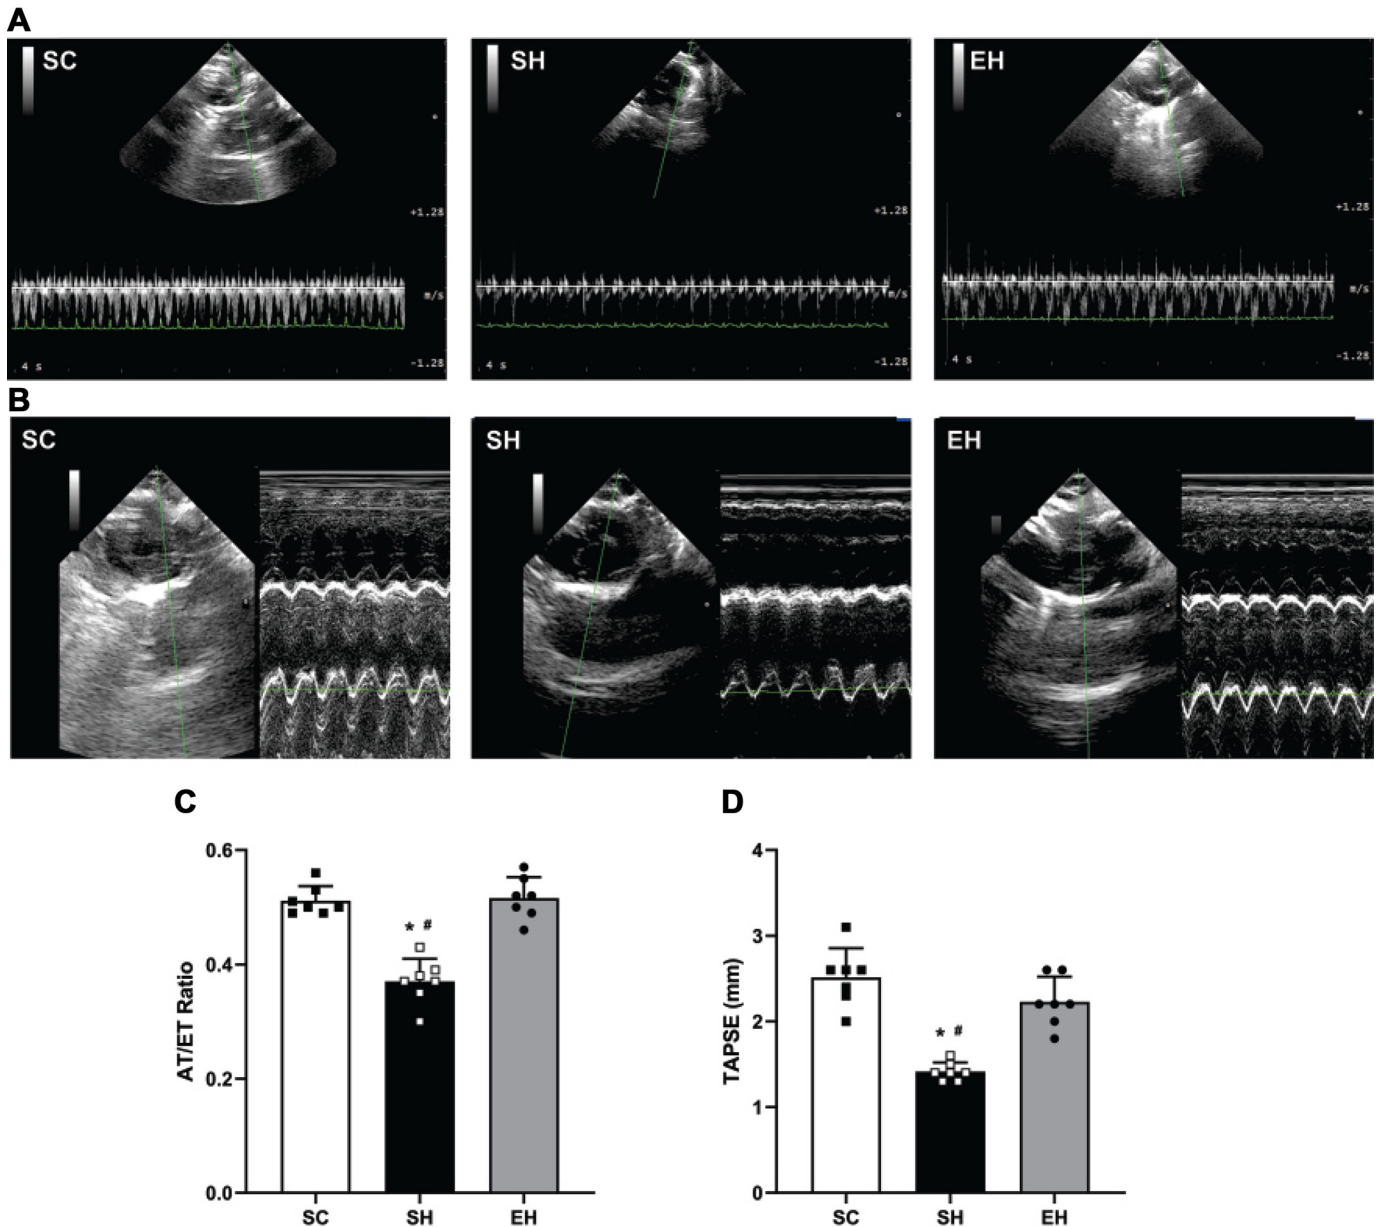 A
SC
SH
EH
+1.28
+1.28
+1.28
m/s
m/s
m/s
-1.28
-1.28
-1.28
4 s
4 s
4 s
B
SC
SH
EH
C
D
0.6
0.4
0.2
0.0
AT/ET Ratio
* #
SC
SH
EH
4
3
2
1
0
TAPSE (mm)
* #
SC
SH
EH